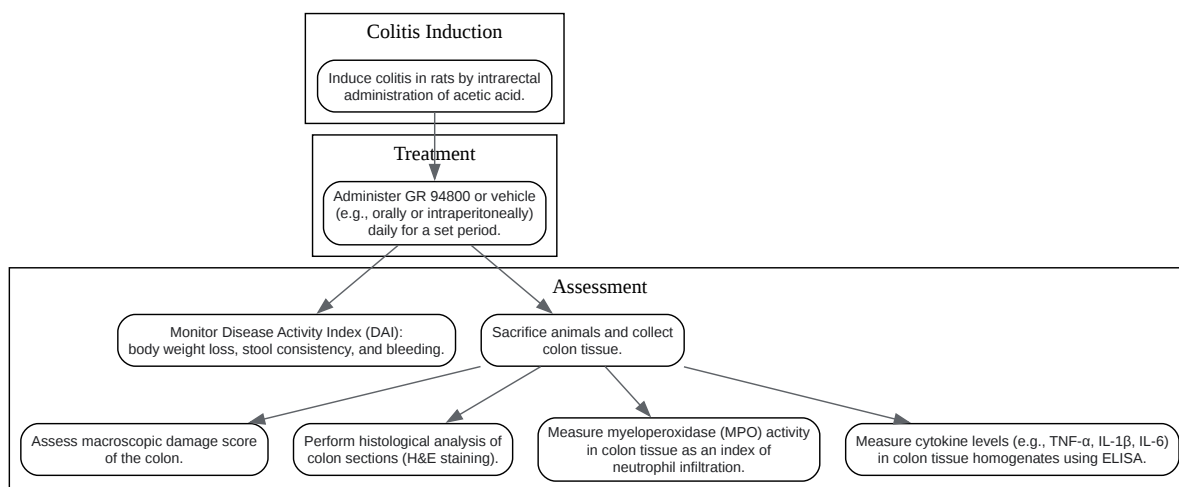 Colitis Induction
Induce colitis in rats by intrarectal
administration of acetic acid.
Treatment
Administer GR 94800 or vehicle
(e.g., orally or intraperitoneally)
daily for a set period.
Assessment
Monitor Disease Activity Index (DAI):
body weight loss, stool consistency, and bleeding.
Sacrifice animals and collect
colon tissue.
Assess macroscopic damage score
of the colon.
Perform histological analysis of
colon sections (H&E staining).
Measure myeloperoxidase (MPO) activity
in colon tissue as an index of
neutrophil infiltration.
Measure cytokine levels (e.g., TNF-α, IL-1β, IL-6)
in colon tissue homogenates using ELISA.